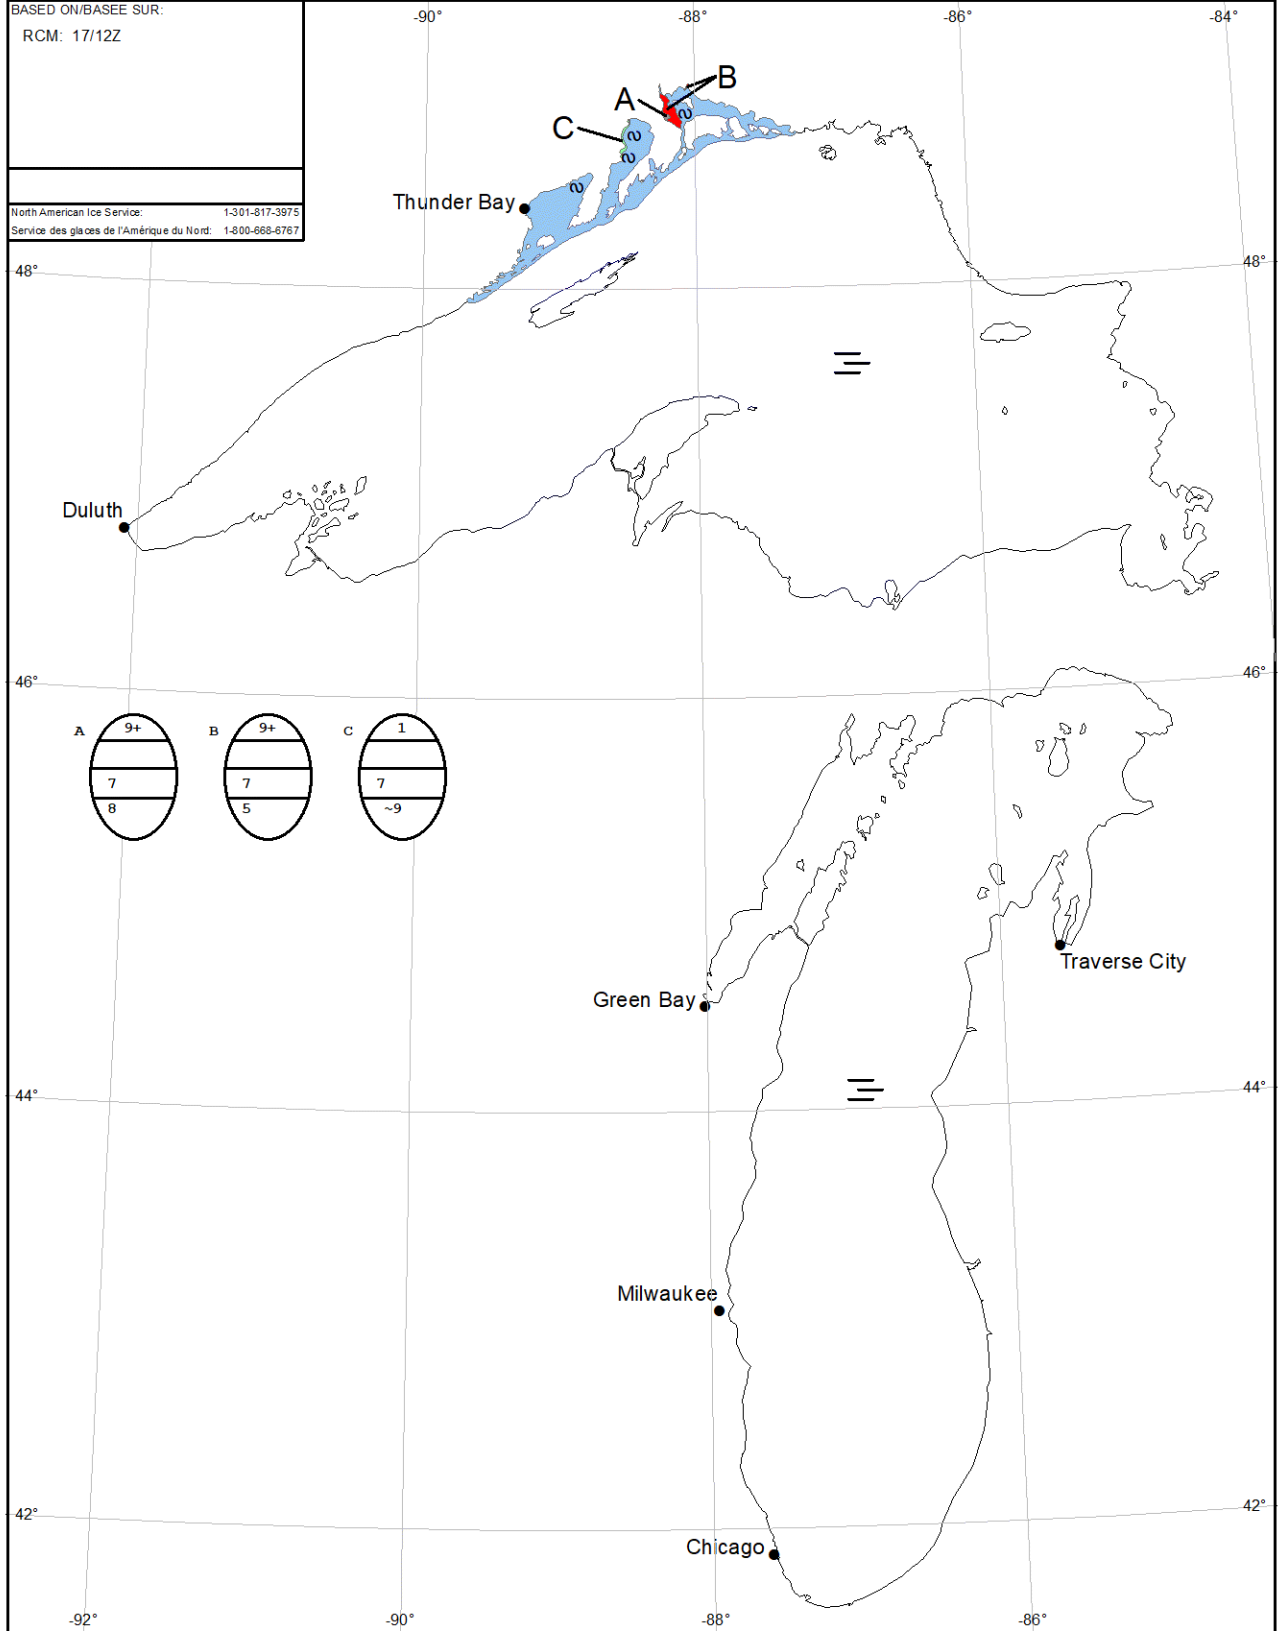 BASED ON/BASEE SUR:
RCM: 17/12Z
North American Ice Service: 1-301-817-3975
Service des glaces de l'Amérique du Nord: 1-800-668-6767
-90° -88° -86° -84°
B
A
C
Thunder Bay
48° 48°
Duluth
46° 46°
A 9+ B 9+ C 1
7 7 7
8 5 ~9
Traverse City
Green Bay
44° 44°
Milwaukee
42° 42°
Chicago
-92° -90° -88° -86°